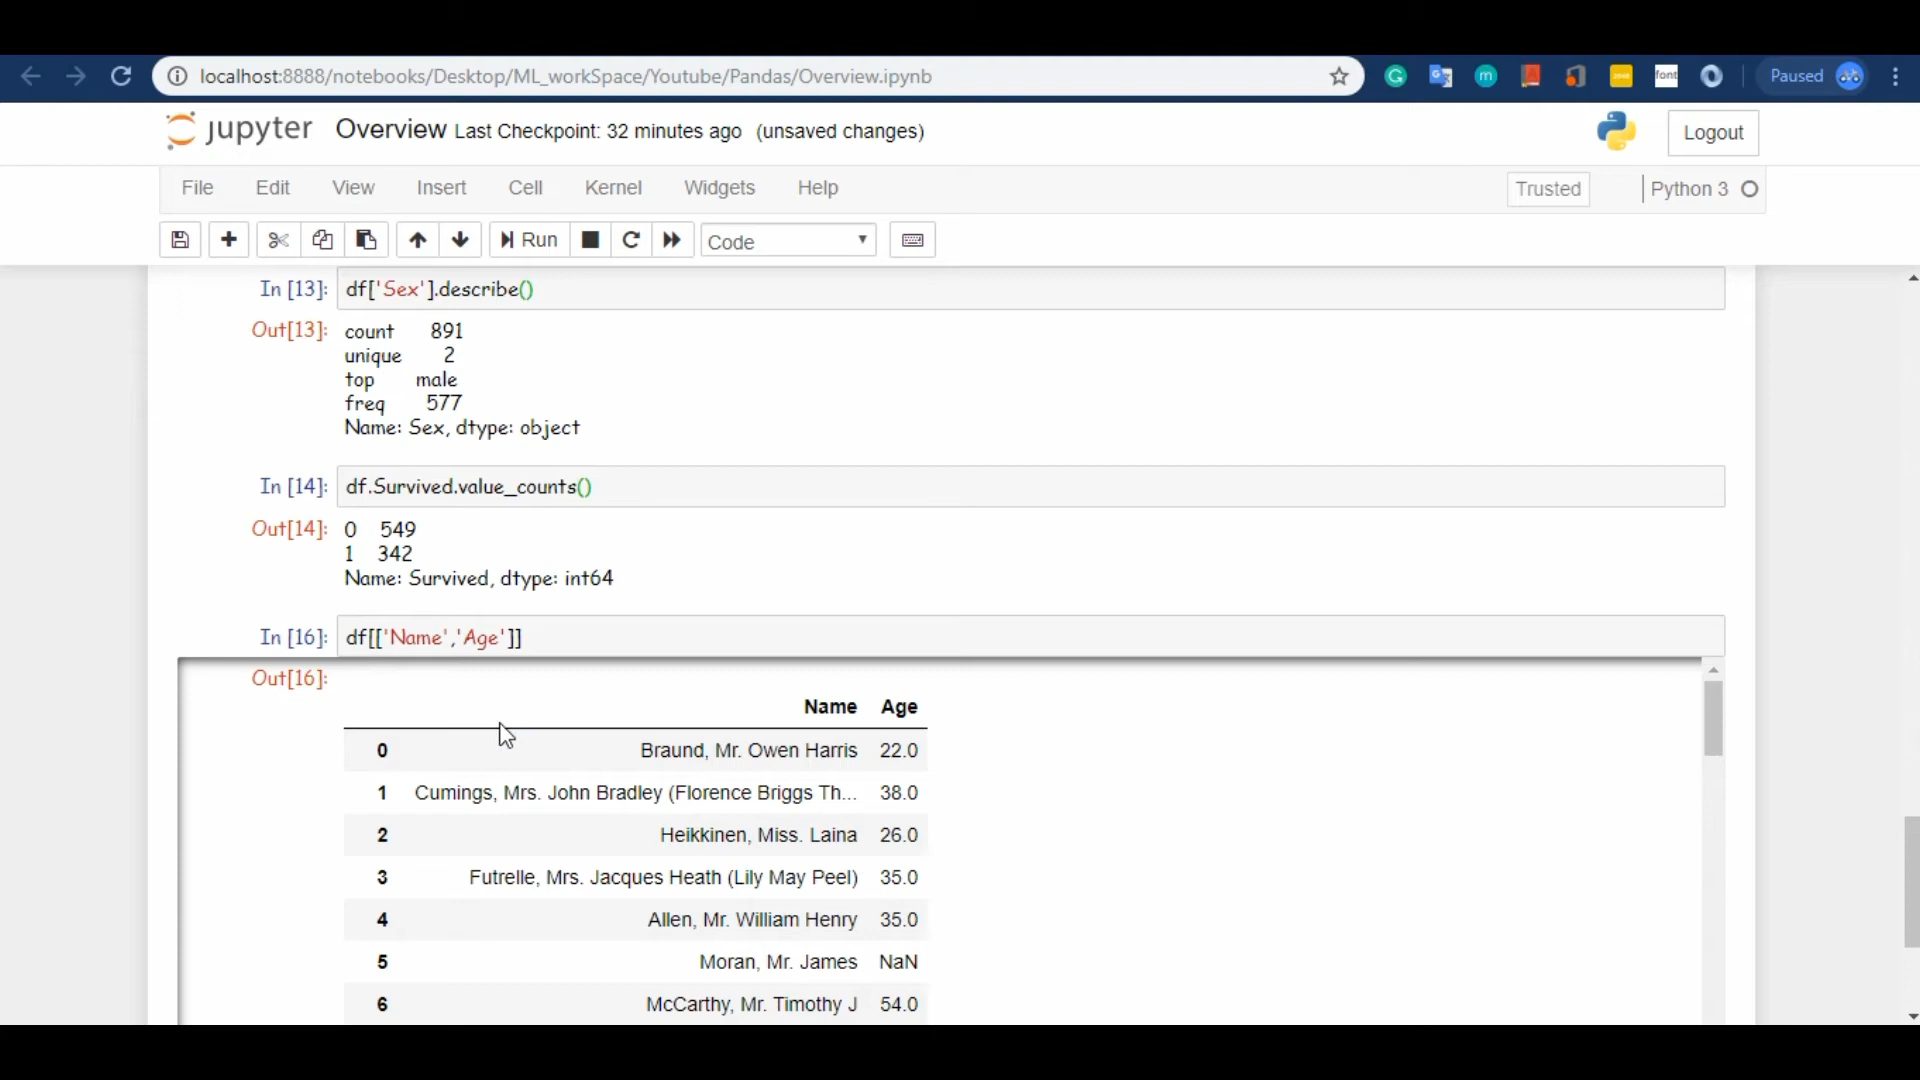 localhost:8888/notebooks/Desktop/ML_workSpace/Youtube/Pandas/Overview.ipynb
font
Paused
jupyter Overview Last Checkpoint: 32 minutes ago (unsaved changes)
Logout
File Edit View Insert Cell Kernel Widgets Help
Trusted
Python 3
Run
Code
In [13]: df['Sex'].describe()
Out[13]: count 891
unique 2
top male
freq 577
Name: Sex, dtype: object
In [14]: df.Survived.value_counts()
Out[14]: 0 549
1 342
Name: Survived, dtype: int64
In [16]: df[['Name','Age']]
Out[16]:
Name Age
0 Braund, Mr. Owen Harris 22.0
1 Cumings, Mrs. John Bradley (Florence Briggs Th... 38.0
2 Heikkinen, Miss. Laina 26.0
3 Futrelle, Mrs. Jacques Heath (Lily May Peel) 35.0
4 Allen, Mr. William Henry 35.0
5 Moran, Mr. James NaN
6 McCarthy, Mr. Timothy J 54.0